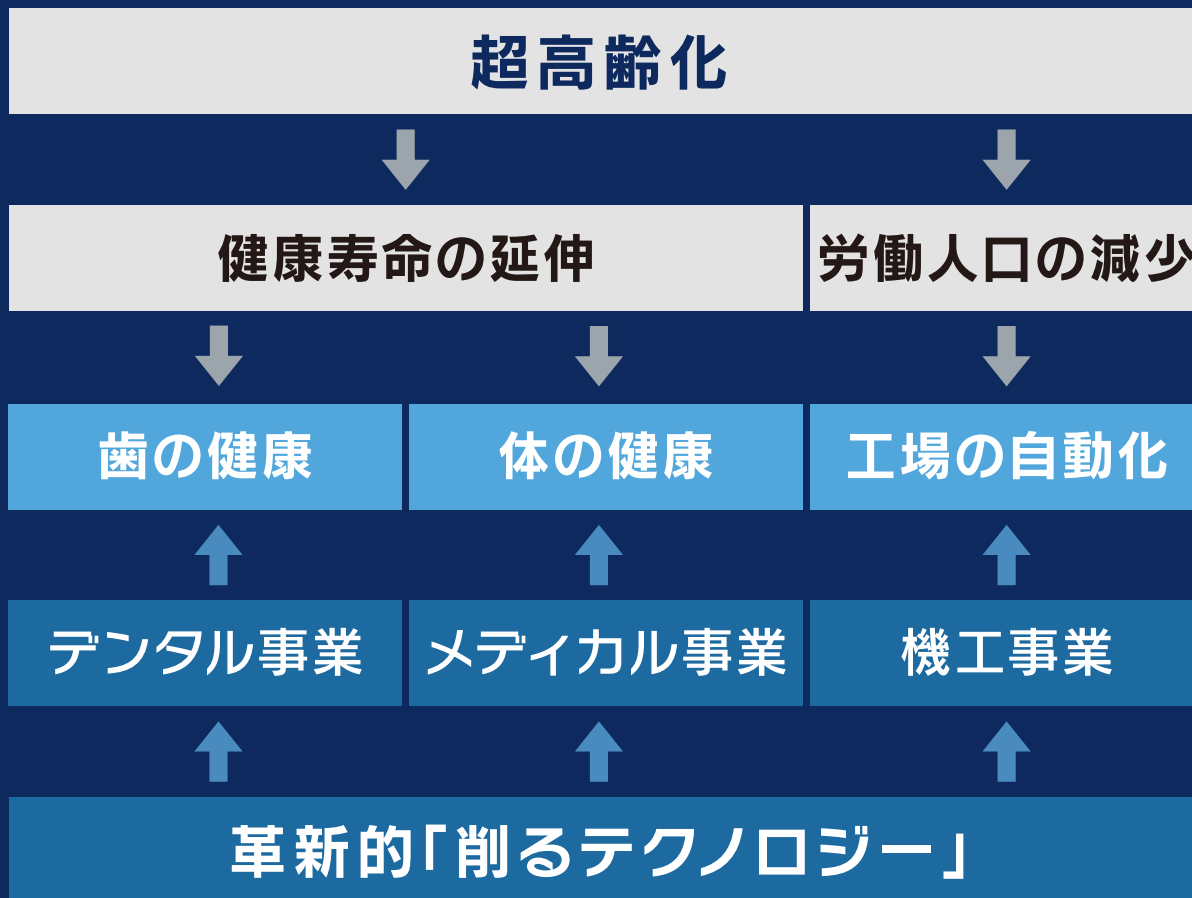 超高齢化
健康寿命の延伸
労働人口の減少
歯の健康
体の健康
工場の自動化
デンタル事業
メディカル事業
機工事業
革新的「削るテクノロジー」